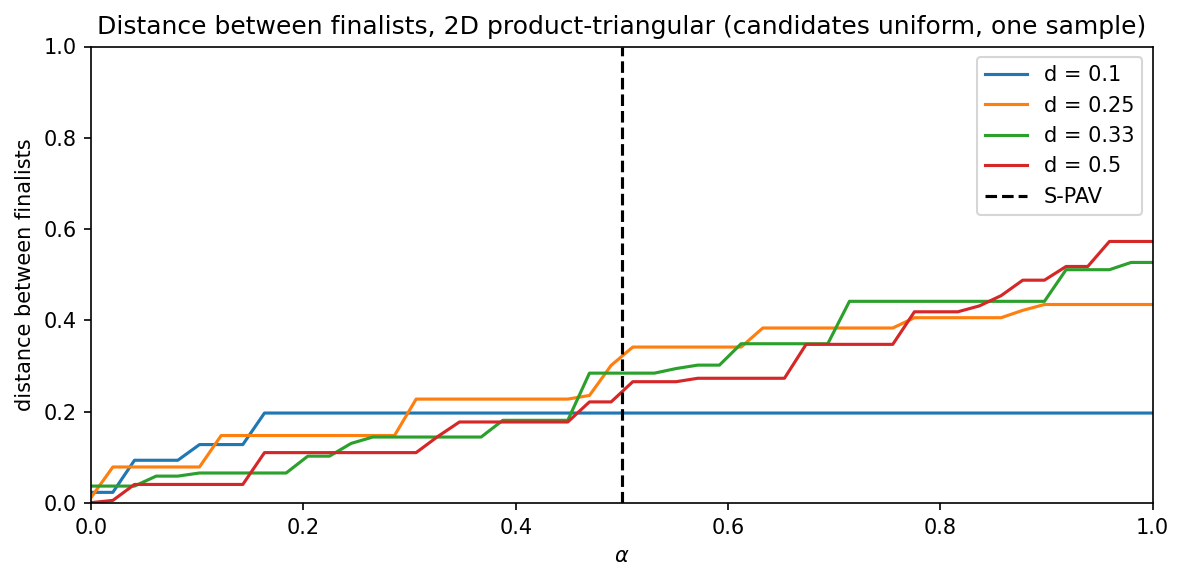 Distance between finalists, 2D product-triangular (candidates uniform, one sample)
distance between finalists
1.0
0.8
0.6
0.4
0.2
0.0
d = 0.1
d = 0.25
d = 0.33
d = 0.5
S-PAV
0.0 0.2 0.4 0.6 0.8 1.0
α